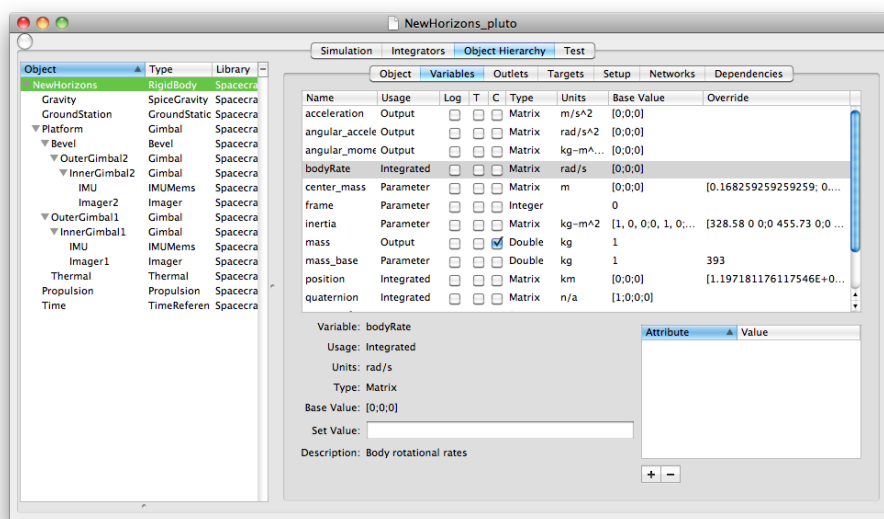 NewHorizons_pluto
Simulation Integrators Object Hierarchy Test
Object Type Library
NewHorizons RigidBody Spacecra
Gravity SpiceGravity Spacecra
GroundStation GroundStatic Spacecra
Platform Gimbal Spacecra
Bevel Bevel Spacecra
OuterGimbal2 Gimbal Spacecra
InnerGimbal2 Gimbal Spacecra
IMU IMUMems Spacecra
Imager2 Imager Spacecra
OuterGimbal1 Gimbal Spacecra
InnerGimbal1 Gimbal Spacecra
IMU IMUMems Spacecra
Imager1 Imager Spacecra
Thermal Thermal Spacecra
Propulsion Propulsion Spacecra
Time TimeReferen Spacecra
Object Variables Outlets Targets Setup Networks Dependencies
Name Usage Log T C Type Units Base Value Override
acceleration Output Matrix m/s^2 [0;0;0]
angular_accele Output Matrix rad/s^2 [0;0;0]
angular_mome Output Matrix kg-m^... [0;0;0]
bodyRate Integrated Matrix rad/s [0;0;0]
center_mass Parameter Matrix m [0;0;0] [0.168259259259259; 0....
frame Parameter Integer 0
inertia Parameter Matrix kg-m^2 [1, 0, 0;0, 1, 0;... [328.58 0 0;0 455.73 0;0 ...
mass Output Double kg 1
mass_base Parameter Double kg 1 393
position Integrated Matrix km [0;0;0] [1.197181176117546E+0...
quaternion Integrated Matrix n/a [1;0;0;0]
Variable: bodyRate
Usage: Integrated
Units: rad/s
Type: Matrix
Base Value: [0;0;0]
Set Value:
Description: Body rotational rates
Attribute Value
+ −